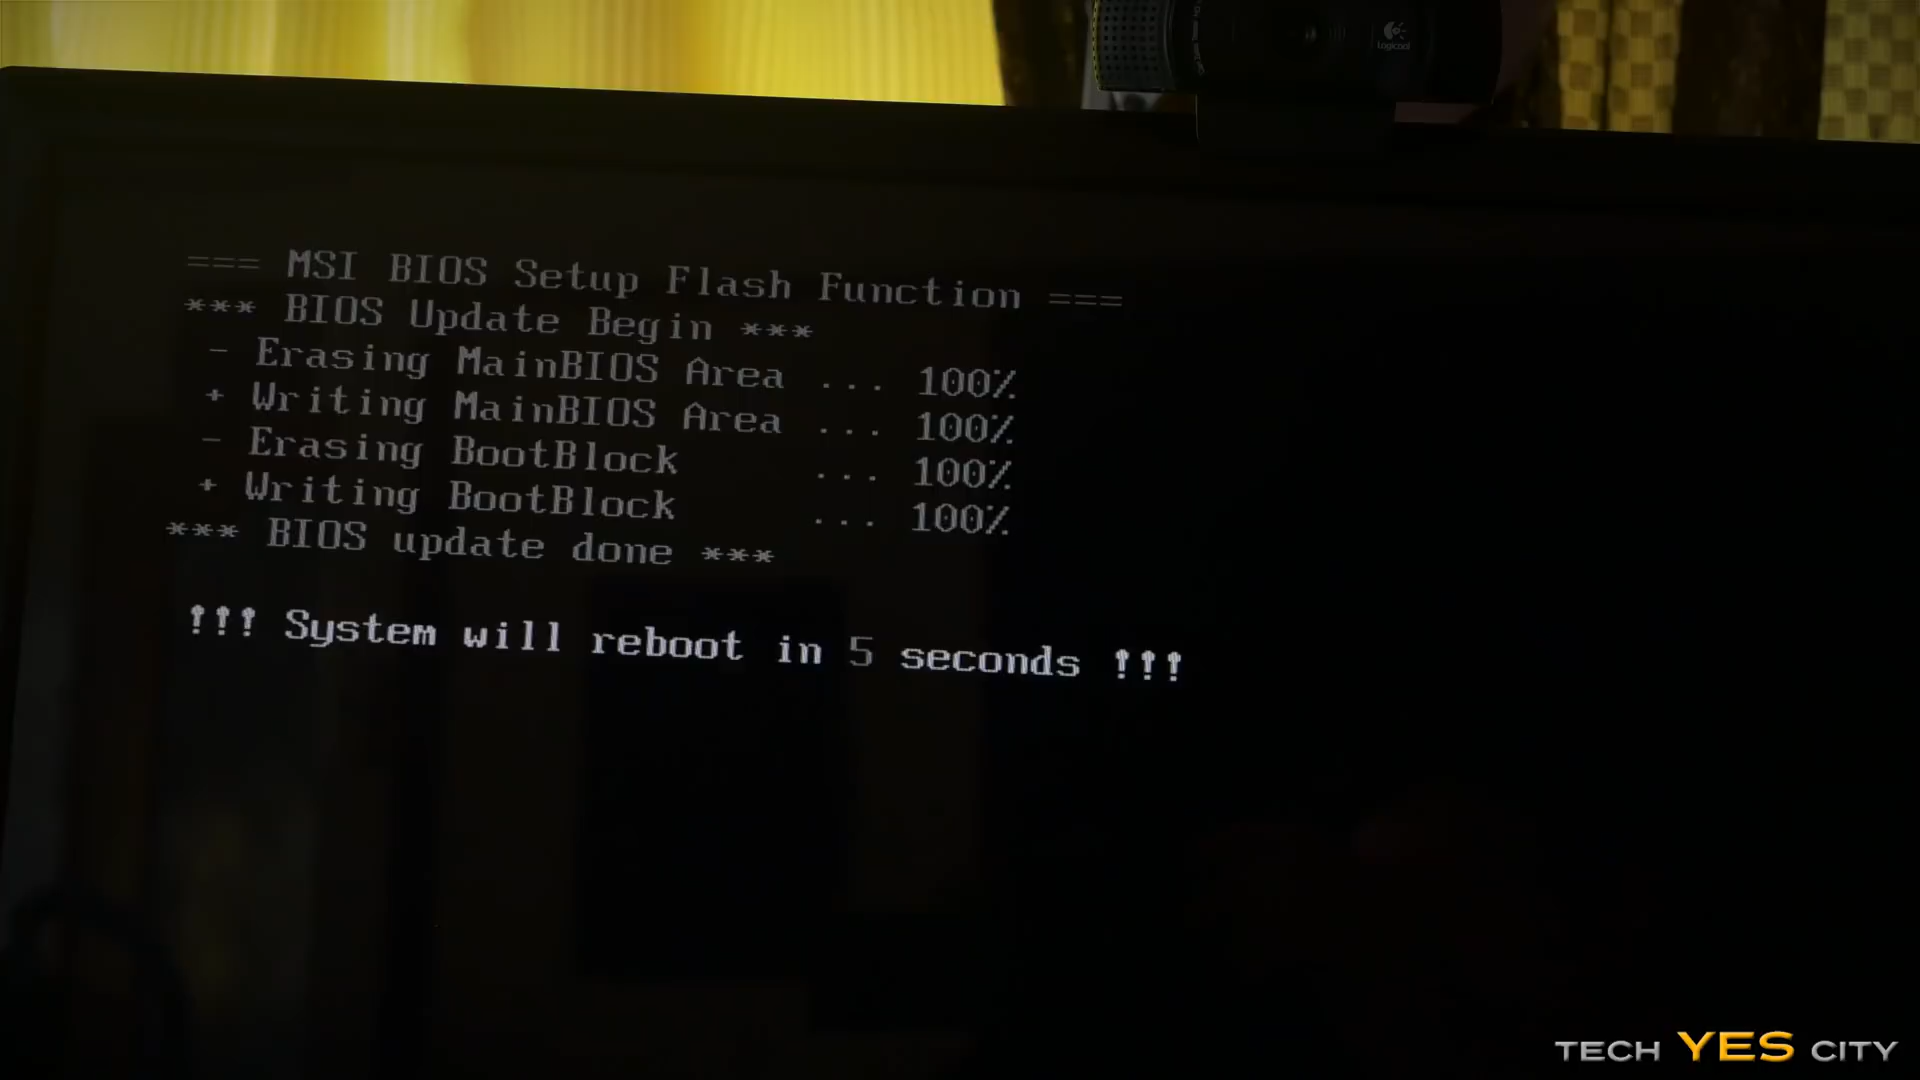 Logicool
=== MSI BIOS Setup Flash Function ===
*** BIOS Update Begin ***
- Erasing MainBIOS Area ... 100%
+ Writing MainBIOS Area ... 100%
- Erasing BootBlock ... 100%
+ Writing BootBlock ... 100%
*** BIOS update done ***
!!! System will reboot in 5 seconds !!!
TECH YES CITY